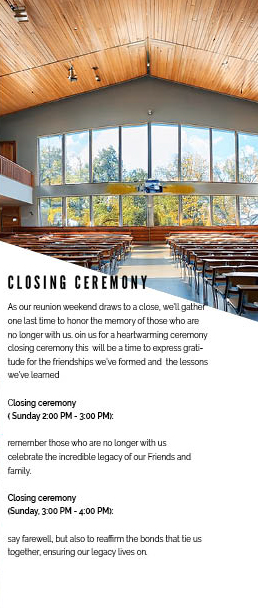 CLOSING CEREMONY
As our reunion weekend draws to a close, we'll gather
one last time to honor the memory of those who are
no longer with us. oin us for a heartwarming ceremony
closing ceremony this  will be a time to express grati-
tude for the friendships we've formed and  the lessons
we've learned
Closing ceremony
( Sunday 2:00 PM - 3:00 PM):
remember those who are no longer with us
celebrate the incredible legacy of our Friends and
family.
Closing ceremony
(Sunday, 3:00 PM - 4:00 PM):
say farewell, but also to reaffirm the bonds that tie us
together, ensuring our legacy lives on.